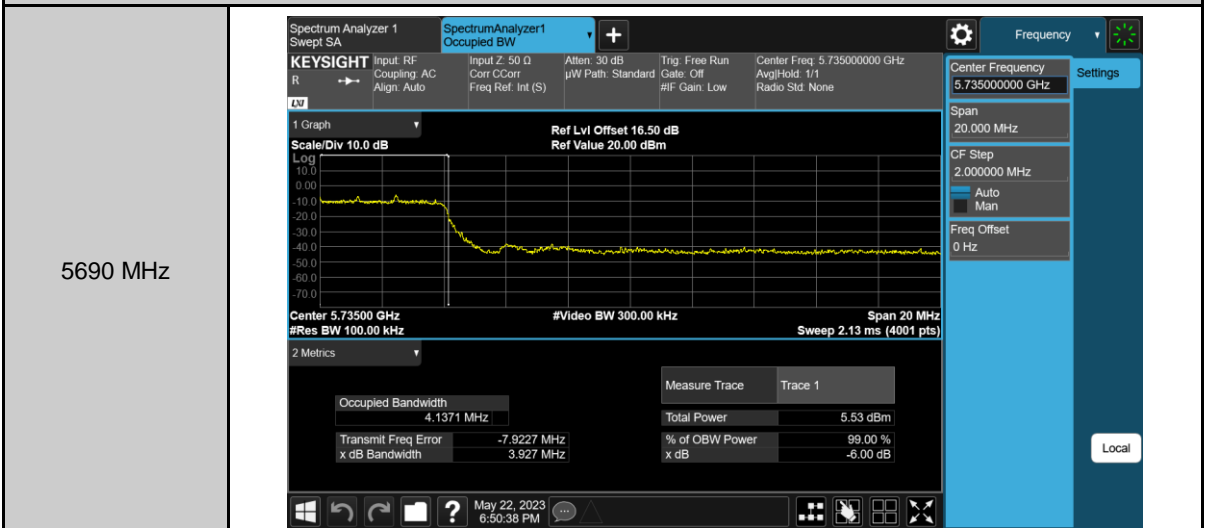 5690 MHz
Spectrum Analyzer 1
Swept SA
SpectrumAnalyzer1
Occupied BW
Frequency
KEYSIGHT
R
LXI
Input: RF
Coupling: AC
Align: Auto
Input Z: 50 Ω
Corr CCorr
Freq Ref: Int (S)
Atten: 30 dB
µW Path: Standard
Trig: Free Run
Gate: Off
#IF Gain: Low
Center Freq: 5.735000000 GHz
Avg|Hold: 1/1
Radio Std: None
Center Frequency
5.735000000 GHz
Settings
Span
20.000 MHz
CF Step
2.000000 MHz
Auto
Man
Freq Offset
0 Hz
Local
1 Graph
Scale/Div 10.0 dB
Ref Lvl Offset 16.50 dB
Ref Value 20.00 dBm
Log
10.0
0.00
-10.0
-20.0
-30.0
-40.0
-50.0
-60.0
-70.0
Center 5.73500 GHz
#Video BW 300.00 kHz
Span 20 MHz
#Res BW 100.00 kHz
Sweep 2.13 ms (4001 pts)
2 Metrics
Measure Trace Trace 1
Occupied Bandwidth
4.1371 MHz
Total Power 5.53 dBm
Transmit Freq Error -7.9227 MHz
% of OBW Power 99.00 %
x dB Bandwidth 3.927 MHz
x dB -6.00 dB
?
May 22, 2023
6:50:38 PM